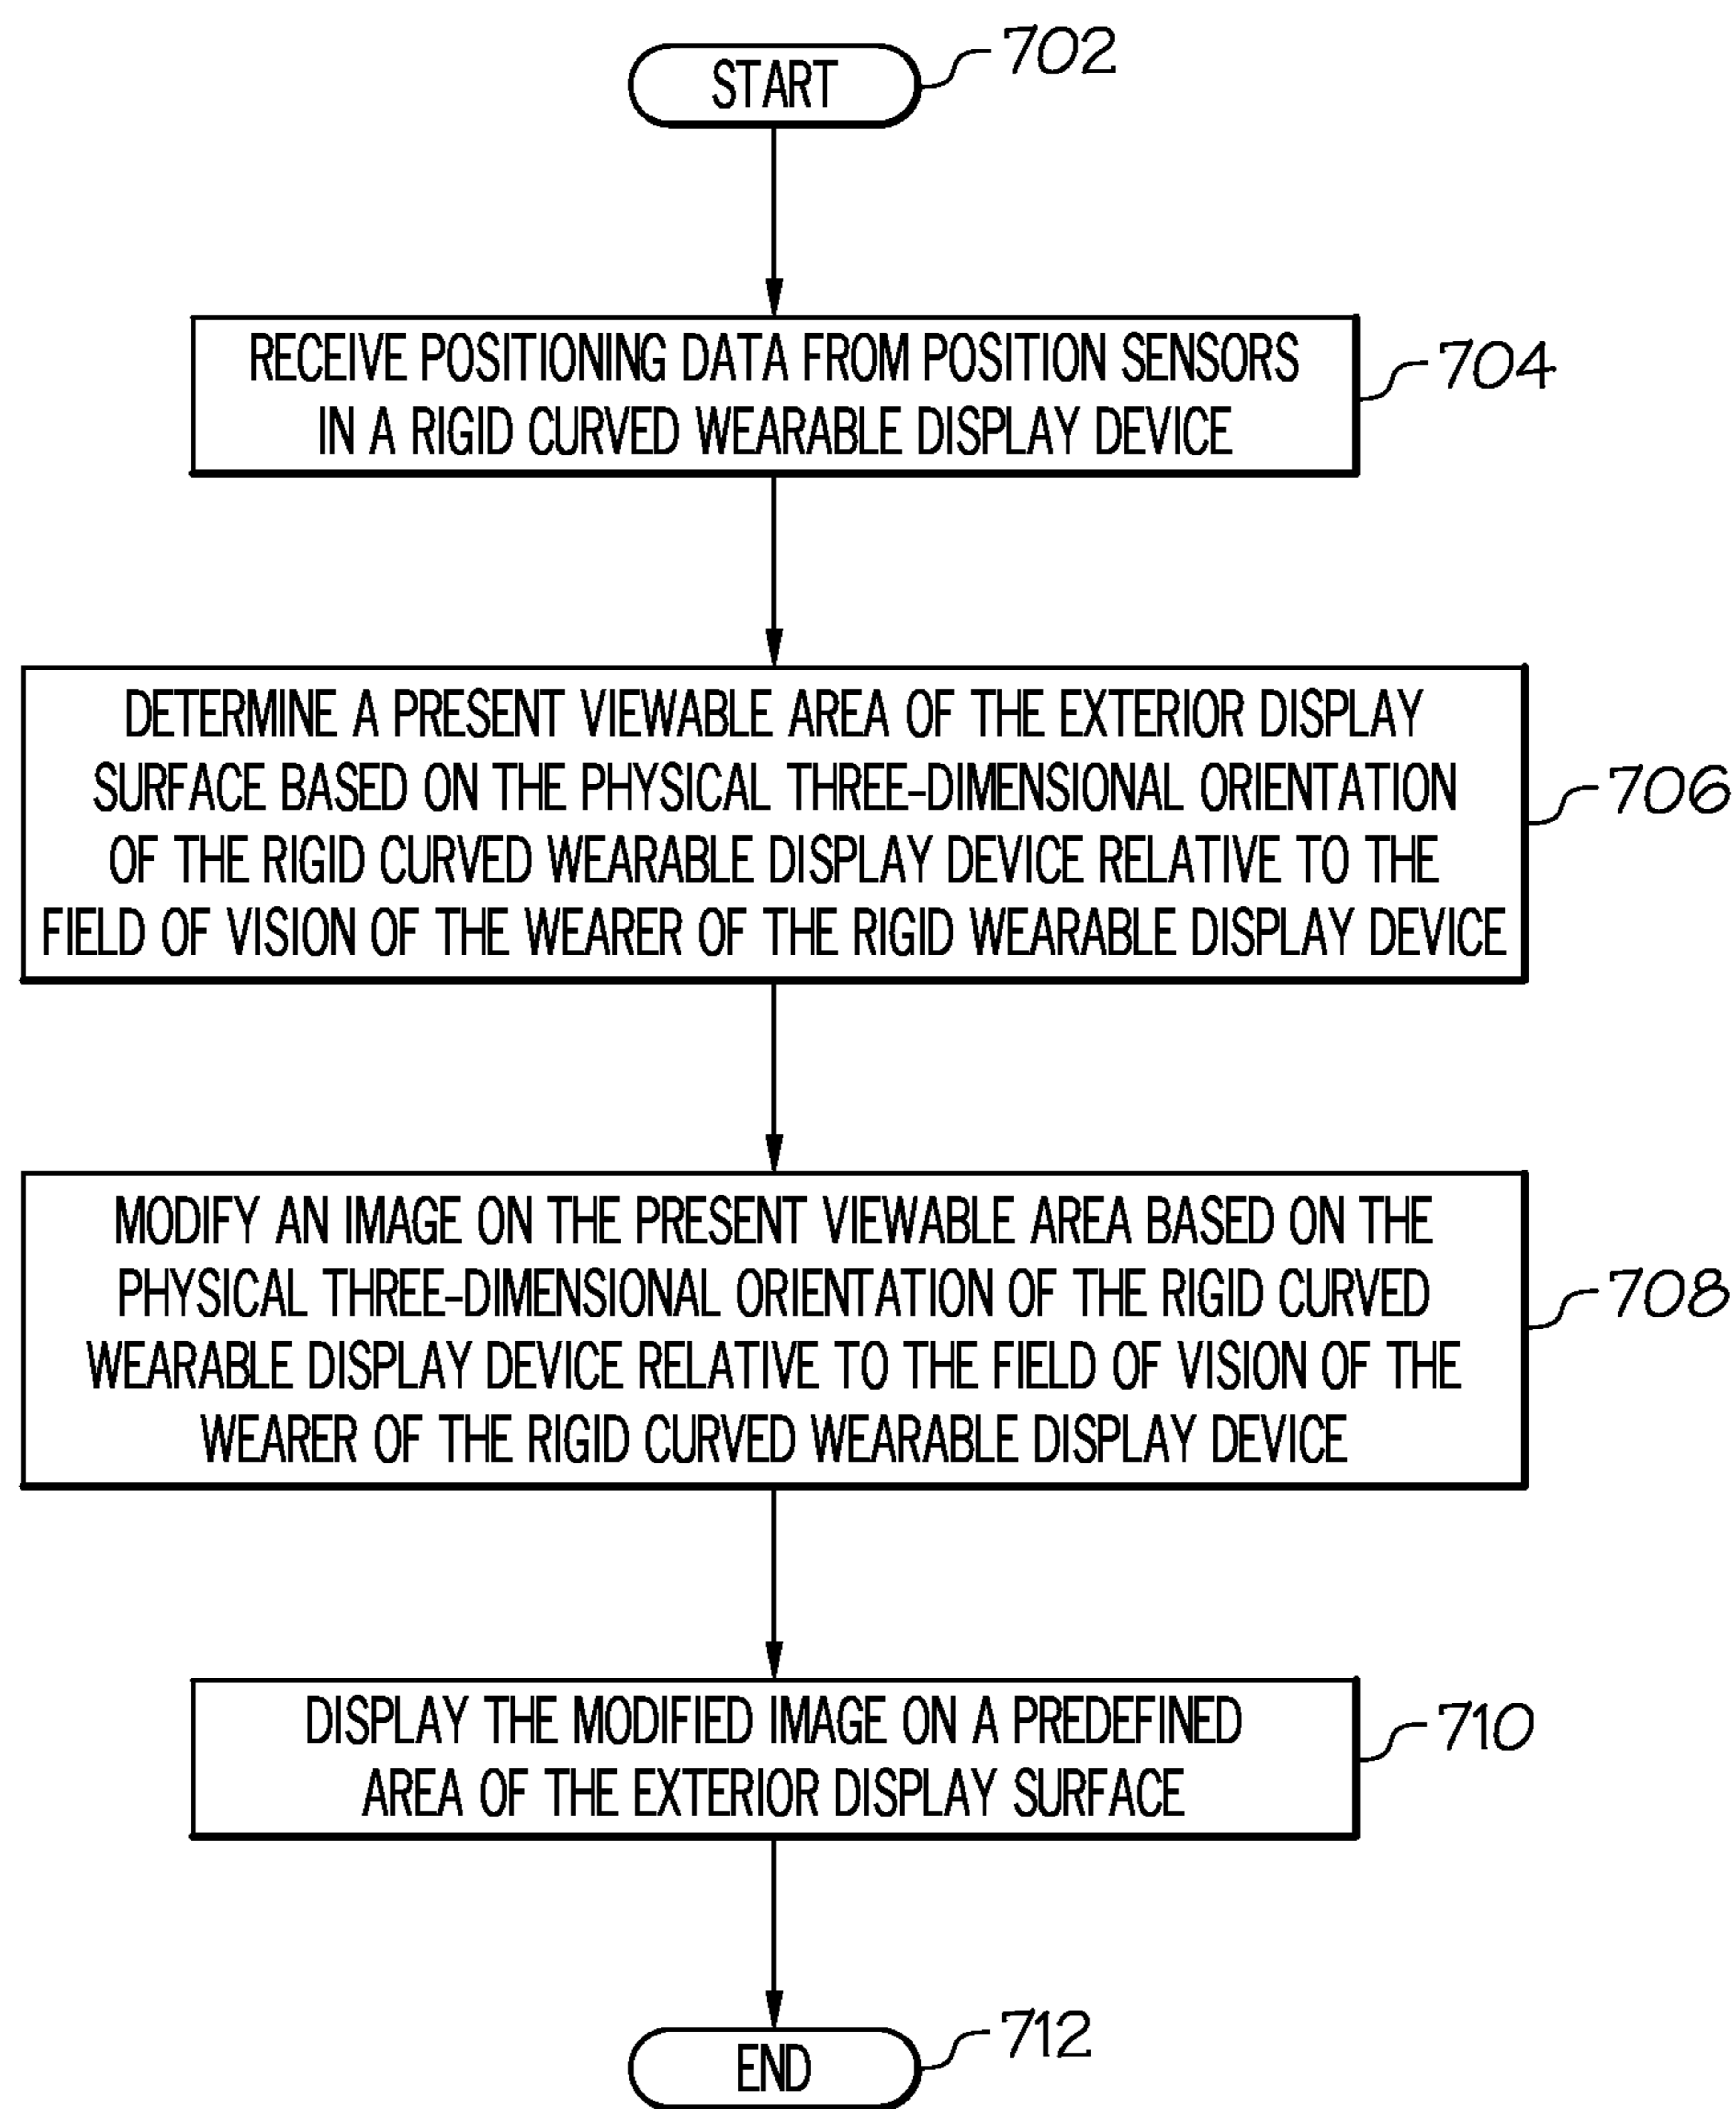 START
702
RECEIVE POSITIONING DATA FROM POSITION SENSORS
IN A RIGID CURVED WEARABLE DISPLAY DEVICE
704
DETERMINE A PRESENT VIEWABLE AREA OF THE EXTERIOR DISPLAY
SURFACE BASED ON THE PHYSICAL THREE-DIMENSIONAL ORIENTATION
OF THE RIGID CURVED WEARABLE DISPLAY DEVICE RELATIVE TO THE
FIELD OF VISION OF THE WEARER OF THE RIGID WEARABLE DISPLAY DEVICE
706
MODIFY AN IMAGE ON THE PRESENT VIEWABLE AREA BASED ON THE
PHYSICAL THREE-DIMENSIONAL ORIENTATION OF THE RIGID CURVED
WEARABLE DISPLAY DEVICE RELATIVE TO THE FIELD OF VISION OF THE
WEARER OF THE RIGID CURVED WEARABLE DISPLAY DEVICE
708
DISPLAY THE MODIFIED IMAGE ON A PREDEFINED
AREA OF THE EXTERIOR DISPLAY SURFACE
710
END
712